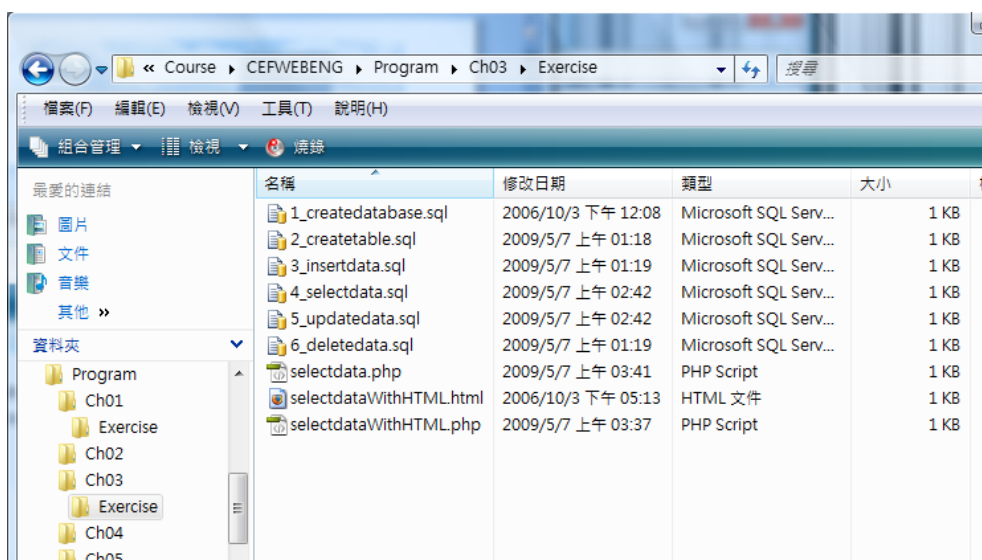 « Course ▸ CEFWEBENG ▸ Program ▸ Ch03 ▸ Exercise 搜尋
檔案(F) 編輯(E) 檢視(V) 工具(T) 說明(H)
組合管理 檢視 燒錄
最愛的連結
圖片
文件
音樂
其他 »
資料夾
Program
Ch01
Exercise
Ch02
Ch03
Exercise
Ch04
Ch05
名稱 修改日期 類型 大小
1_createdatabase.sql 2006/10/3 下午 12:08 Microsoft SQL Serv... 1 KB
2_createtable.sql 2009/5/7 上午 01:18 Microsoft SQL Serv... 1 KB
3_insertdata.sql 2009/5/7 上午 01:19 Microsoft SQL Serv... 1 KB
4_selectdata.sql 2009/5/7 上午 02:42 Microsoft SQL Serv... 1 KB
5_updatedata.sql 2009/5/7 上午 02:42 Microsoft SQL Serv... 1 KB
6_deletedata.sql 2009/5/7 上午 01:19 Microsoft SQL Serv... 1 KB
selectdata.php 2009/5/7 上午 03:41 PHP Script 1 KB
selectdataWithHTML.html 2006/10/3 下午 05:13 HTML 文件 1 KB
selectdataWithHTML.php 2009/5/7 上午 03:37 PHP Script 1 KB